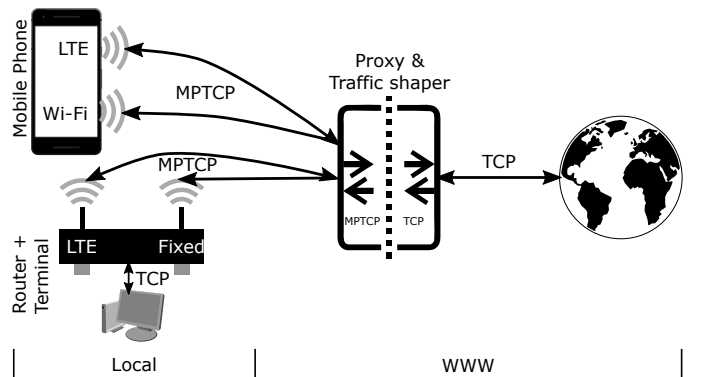 Mobile Phone
LTE
Wi-Fi
MPTCP
MPTCP
Proxy &
Traffic shaper
MPTCP
TCP
TCP
Router +
Terminal
LTE
Fixed
TCP
Local
WWW